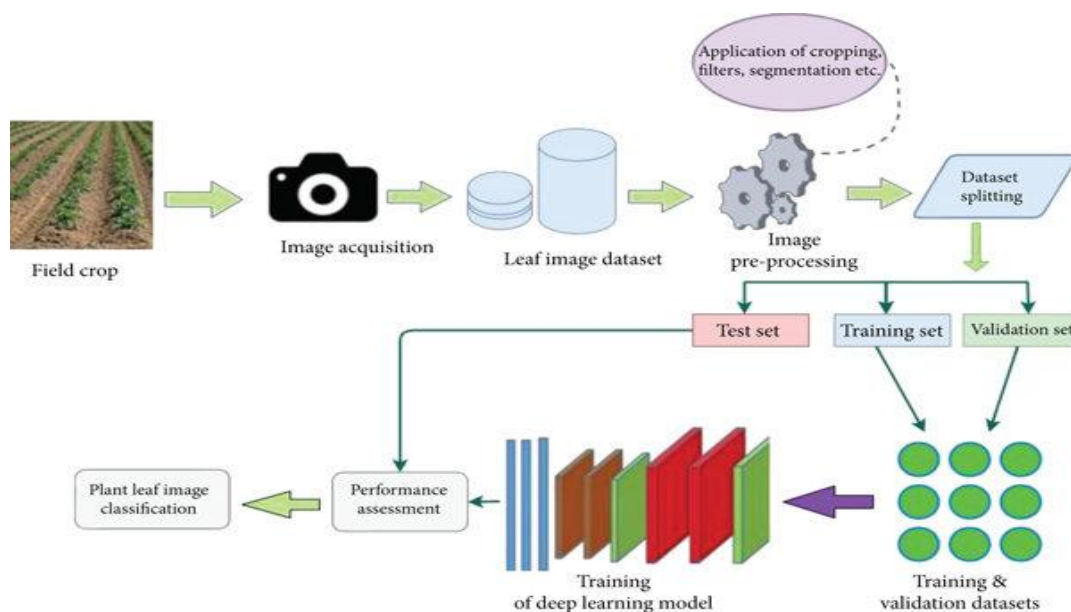 Application of cropping,
filters, segmentation etc.
Dataset
splitting
Field crop
Image acquisition
Leaf image dataset
Image
pre-processing
Test set
Training set
Validation set
Plant leaf image
classification
Performance
assessment
Training
of deep learning model
Training &
validation datasets